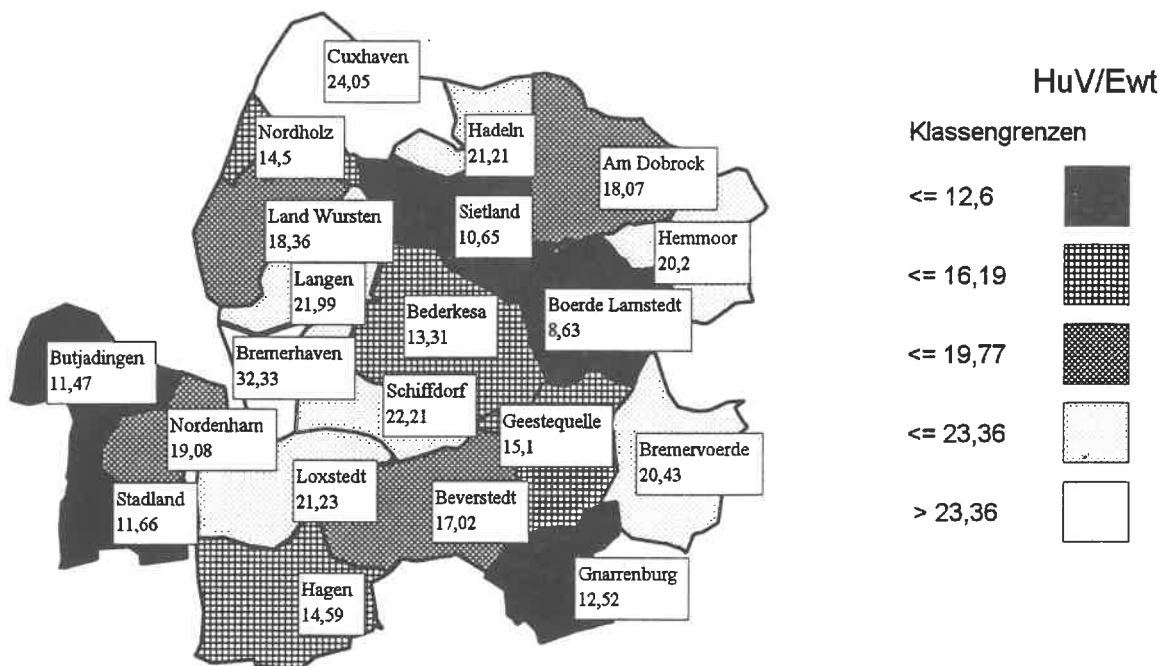 Cuxhaven
24,05
HuV/Ewt
Klassengrenzen
Nordholz
14,5
Hadeln
21,21
Am Dobrock
18,07
<= 12,6
Land Wursten
18,36
Sietland
10,65
Hemmoor
20,2
<= 16,19
Langen
21,99
Bederkesa
13,31
Boerde Lamstedt
8,63
<= 19,77
Butjadingen
11,47
Bremerhaven
32,33
Schiffdorf
22,21
Geestequelle
15,1
Bremervoerde
20,43
<= 23,36
Nordenham
19,08
Loxstedt
21,23
Beverstedt
17,02
Stadland
11,66
> 23,36
Hagen
14,59
Gnarrenburg
12,52